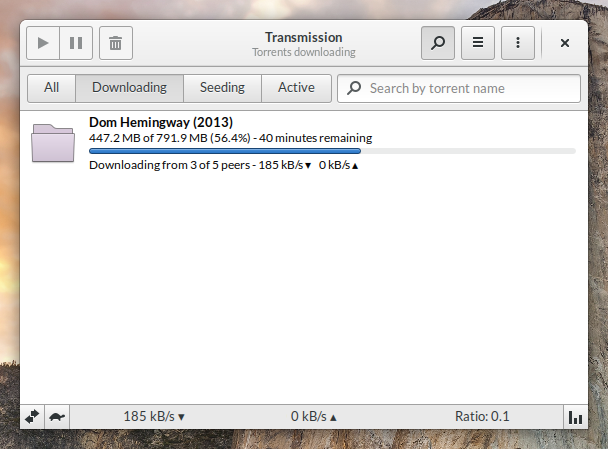 Transmission
Torrents downloading
All Downloading Seeding Active Search by torrent name
Dom Hemingway (2013)
447.2 MB of 791.9 MB (56.4%) - 40 minutes remaining
Downloading from 3 of 5 peers - 185 kB/s▼ 0 kB/s▲
185 kB/s ▼ 0 kB/s ▲ Ratio: 0.1